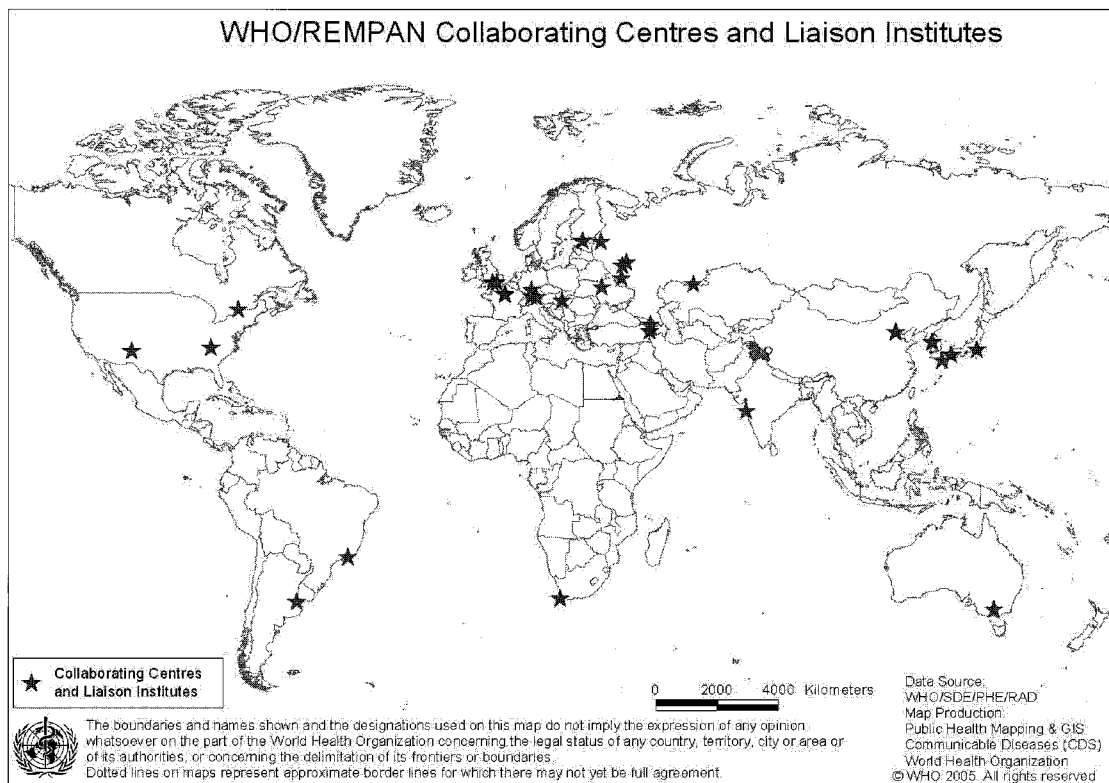 WHO/REMPAN Collaborating Centres and Liaison Institutes
Collaborating Centres
and Liaison Institutes
0 2000 4000 Kilometers
Data Source:
WHO/SDE/PHE/RAD
Map Production:
Public Health Mapping & GIS
Communicable Diseases (CDS)
World Health Organization
© WHO 2005. All rights reserved
The boundaries and names shown and the designations used on this map do not imply the expression of any opinion
whatsoever on the part of the World Health Organization concerning the legal status of any country, territory, city or area or
of its authorities, or concerning the delimitation of its frontiers or boundaries.
Dotted lines on maps represent approximate border lines for which there may not yet be full agreement.